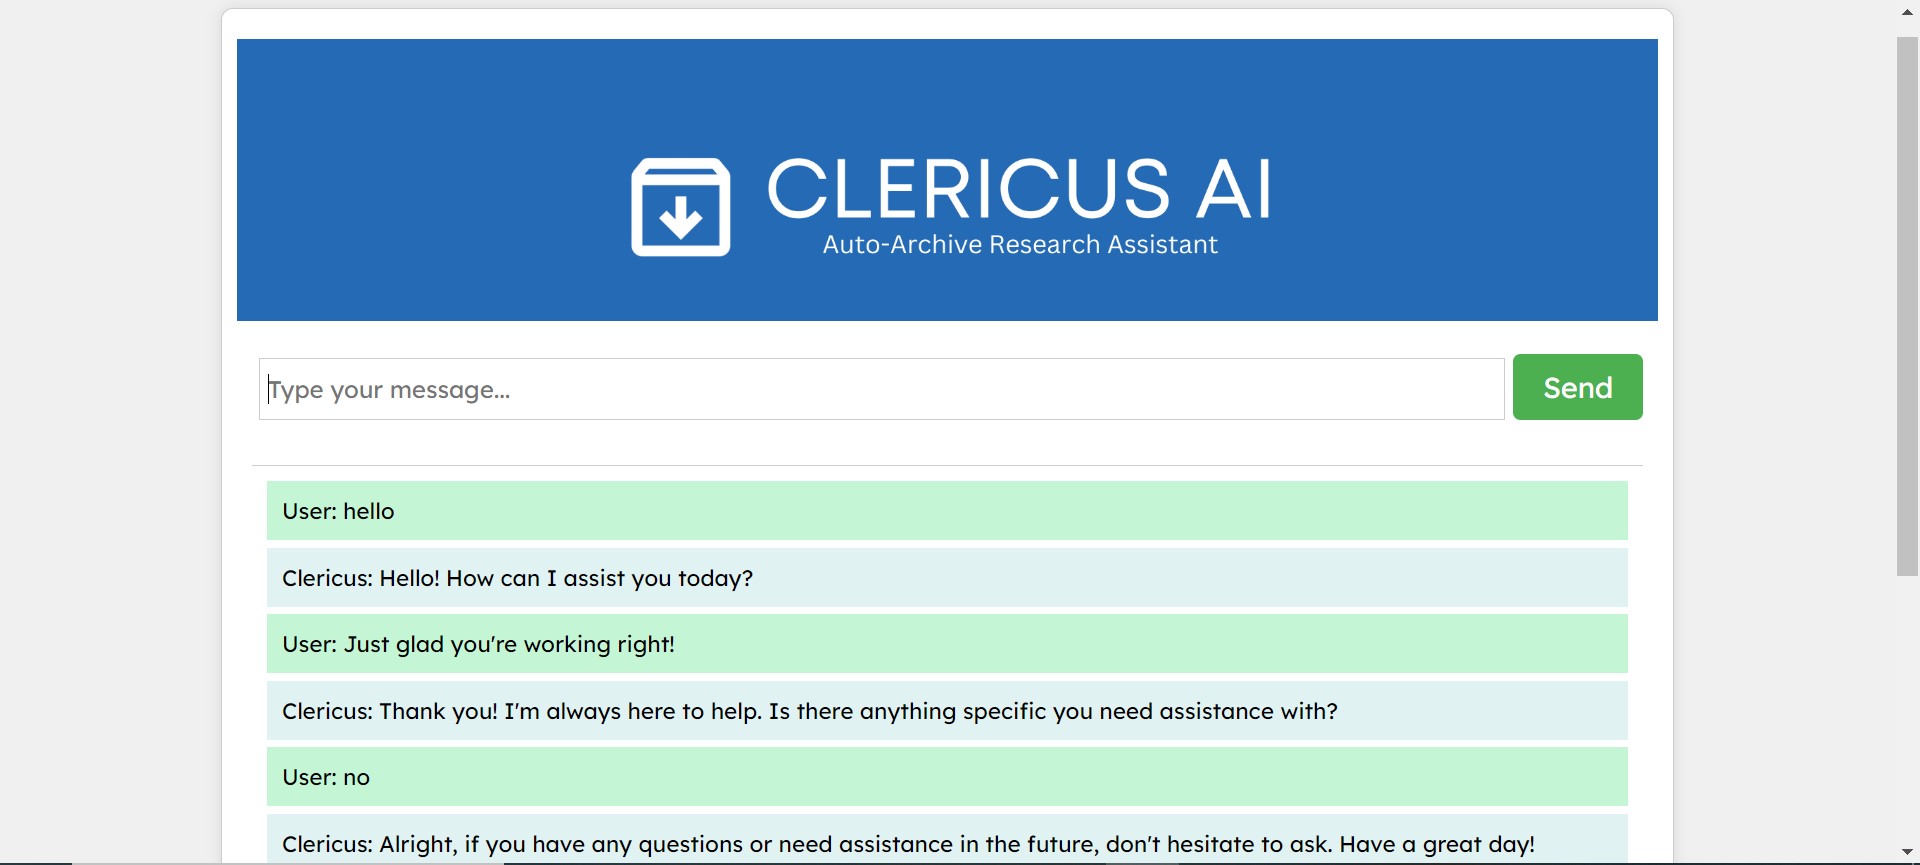 CLERICUS AI
Auto-Archive Research Assistant
Type your message...
Send
User: hello
Clericus: Hello! How can I assist you today?
User: Just glad you're working right!
Clericus: Thank you! I'm always here to help. Is there anything specific you need assistance with?
User: no
Clericus: Alright, if you have any questions or need assistance in the future, don't hesitate to ask. Have a great day!